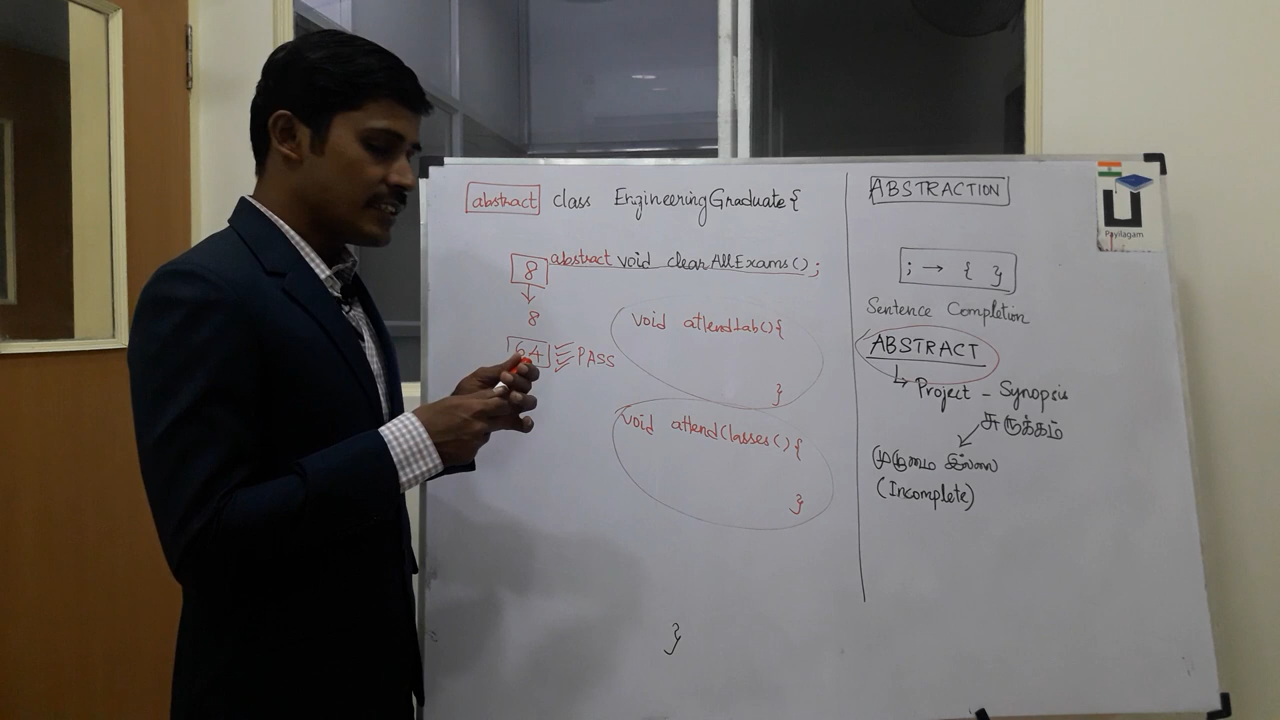 abstract class EngineeringGraduate{
8 abstract void clearAllExams();
8
64 PASS
void attendLab(){
}
void attendClasses(){
}
}
ABSTRACTION
; → { }
Sentence Completion
ABSTRACT
Project - Synopsis
சுருக்கம்
முழுமை இல்லை
(Incomplete)
Payilagam